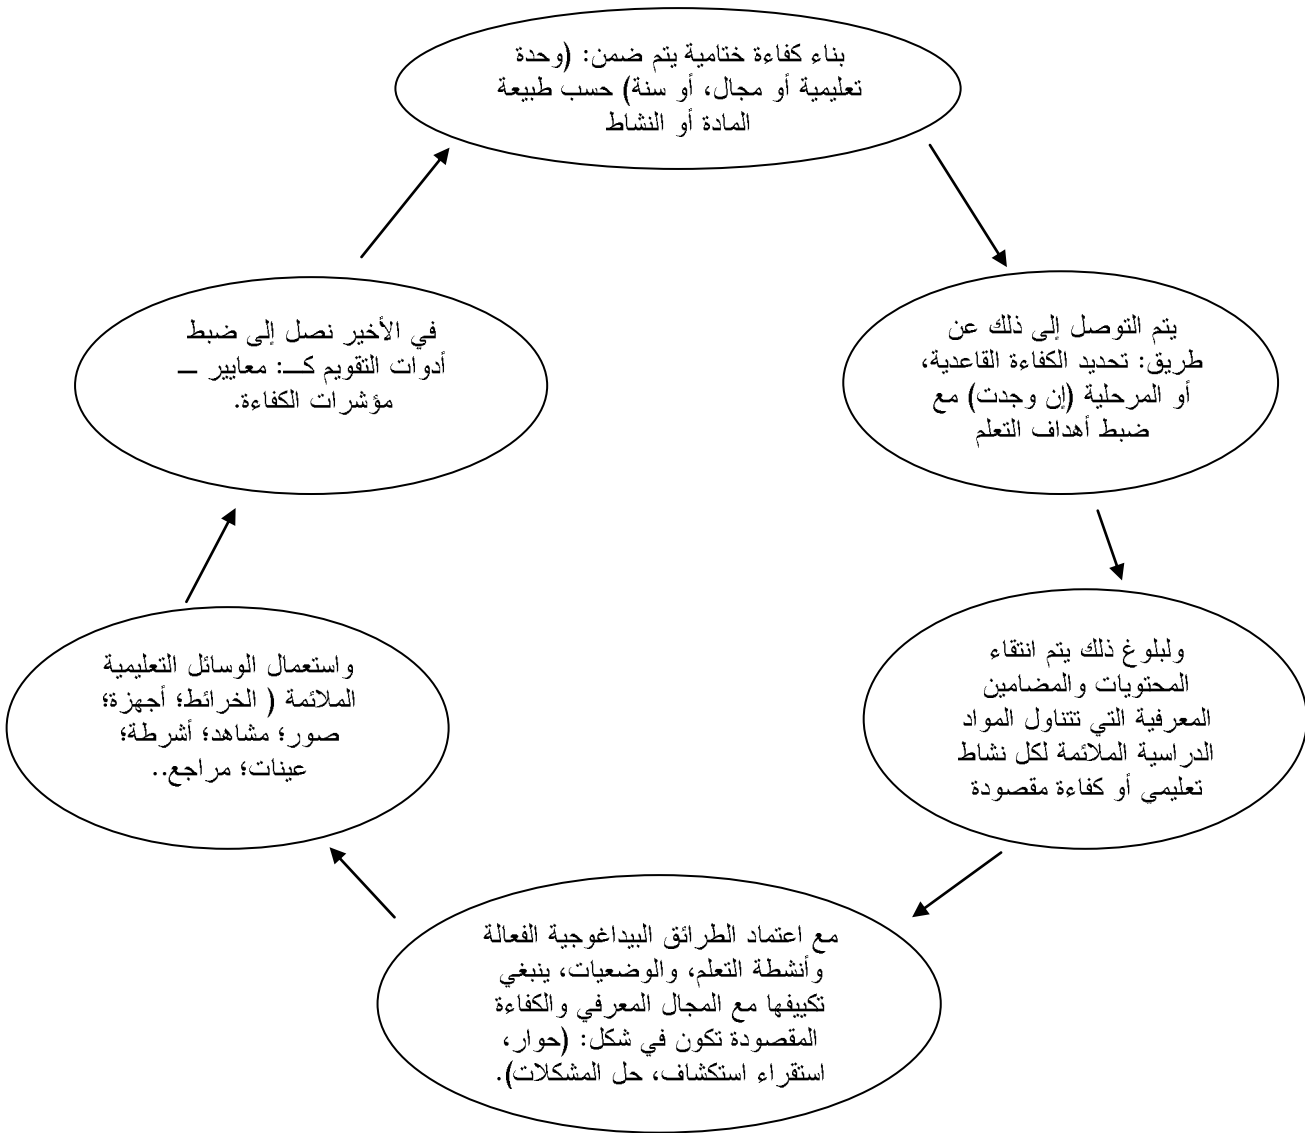 بناء كفاءة ختامية يتم ضمن: (وحدة
تعليمية أو مجال، أو سنة) حسب طبيعة
المادة أو النشاط
يتم التوصل إلى ذلك عن
طريق: تحديد الكفاءة القاعدية،
أو المرحلية (إن وجدت) مع
ضبط أهداف التعلم
ولبلوغ ذلك يتم انتقاء
المحتويات والمضامين
المعرفية التي تتناول المواد
الدراسية الملائمة لكل نشاط
تعليمي أو كفاءة مقصودة
مع اعتماد الطرائق البيداغوجية الفعالة
وأنشطة التعلم، والوضعيات، ينبغي
تكييفها مع المجال المعرفي والكفاءة
المقصودة تكون في شكل: (حوار،
استقراء استكشاف، حل المشكلات).
واستعمال الوسائل التعليمية
الملائمة ( الخرائط؛ أجهزة؛
صور؛ مشاهد؛ أشرطة؛
عينات؛ مراجع..
في الأخير نصل إلى ضبط
أدوات التقويم كــ: معايير ــ
مؤشرات الكفاءة.